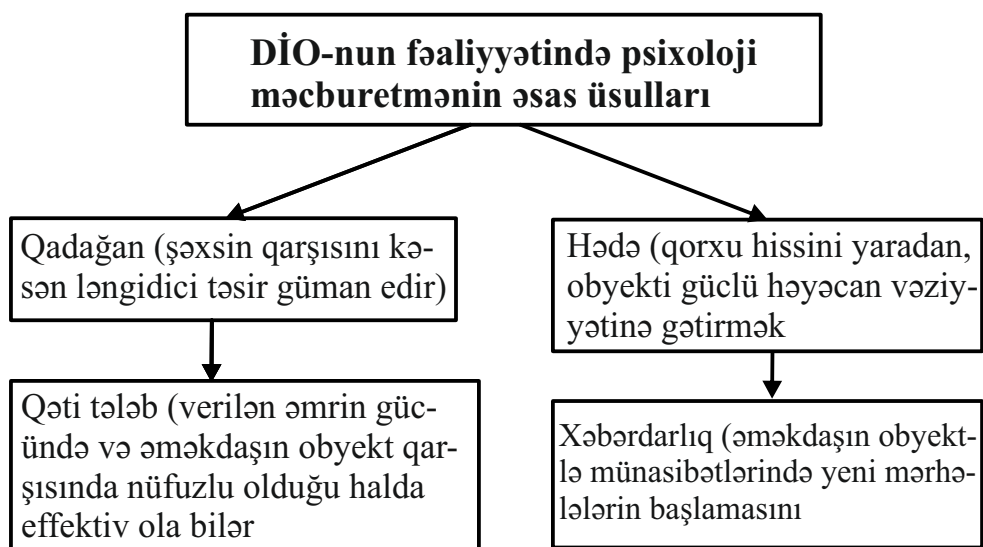 DİO-nun fəaliyyətində psixoloji
məcburetmənin əsas üsulları
Qadağan (şəxsin qarşısını kə-
sən ləngidici təsir güman edir)
Hədə (qorxu hissini yaradan,
obyekti güclü həyəcan vəziy-
yətinə gətirmək
Qəti tələb (verilən əmrin güc-
ündə və əməkdaşın obyekt qar-
şısında nüfuzlu olduğu halda
effektiv ola bilər
Xəbərdarlıq (əməkdaşın obyekt-
lə münasibətlərində yeni mərhə-
lələrin başlamasını